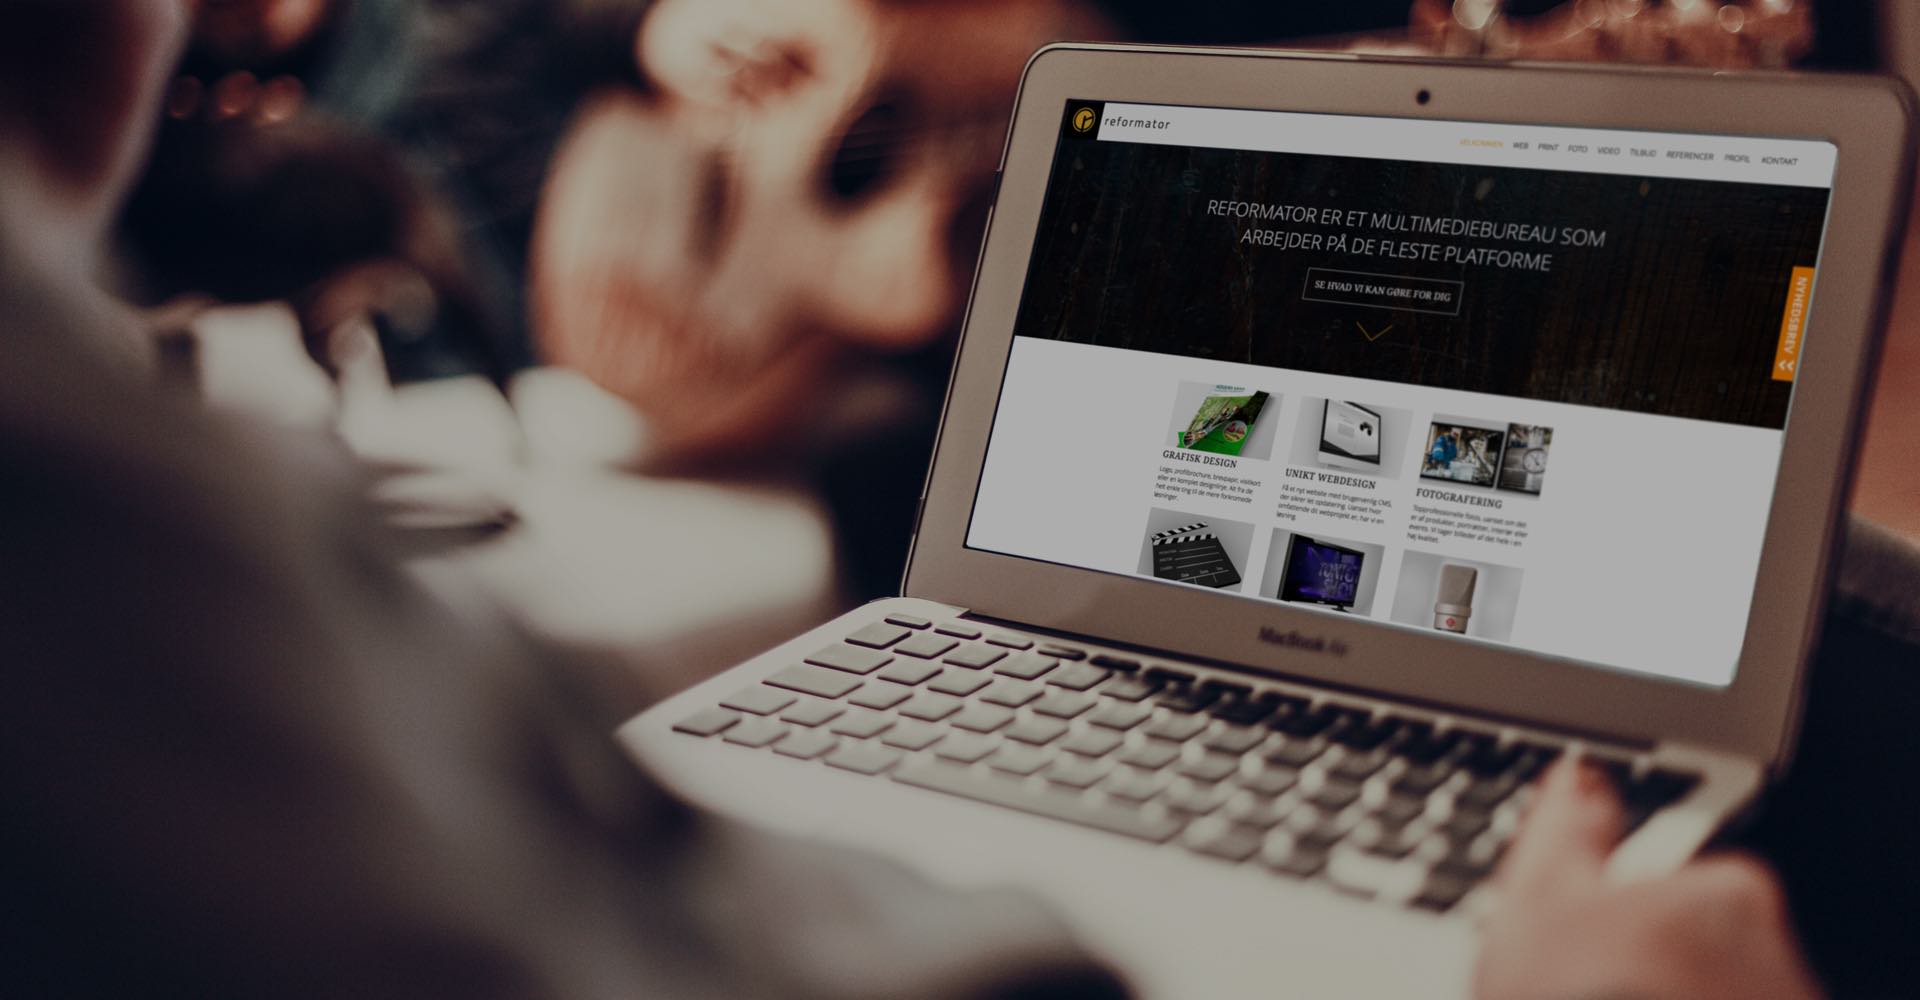 reformator
VELKOMMEN WEB PRINT FOTO VIDEO TILBUD REFERENCER PROFIL KONTAKT
REFORMATOR ER ET MULTIMEDIEBUREAU SOM
ARBEJDER PÅ DE FLESTE PLATFORME
SE HVAD VI KAN GØRE FOR DIG
NYHEDSBREV
GRAFISK DESIGN
Logo, profilbrochure, brevpapir, visitkort
eller en komplet designlinje. Alt fra de
helt enkle ting til de mere forkromede
løsninger.
UNIKT WEBDESIGN
Få et nyt website med brugervenlig CMS,
der sikrer let opdatering. Uanset hvor
omfattende dit webprojekt er, har vi en
løsning.
FOTOGRAFERING
Topprofessionelle fotos, uanset om det
er af produkter, portrætter, interiør eller
events. Vi tager billeder af det hele i en
høj kvalitet.
MacBook Air